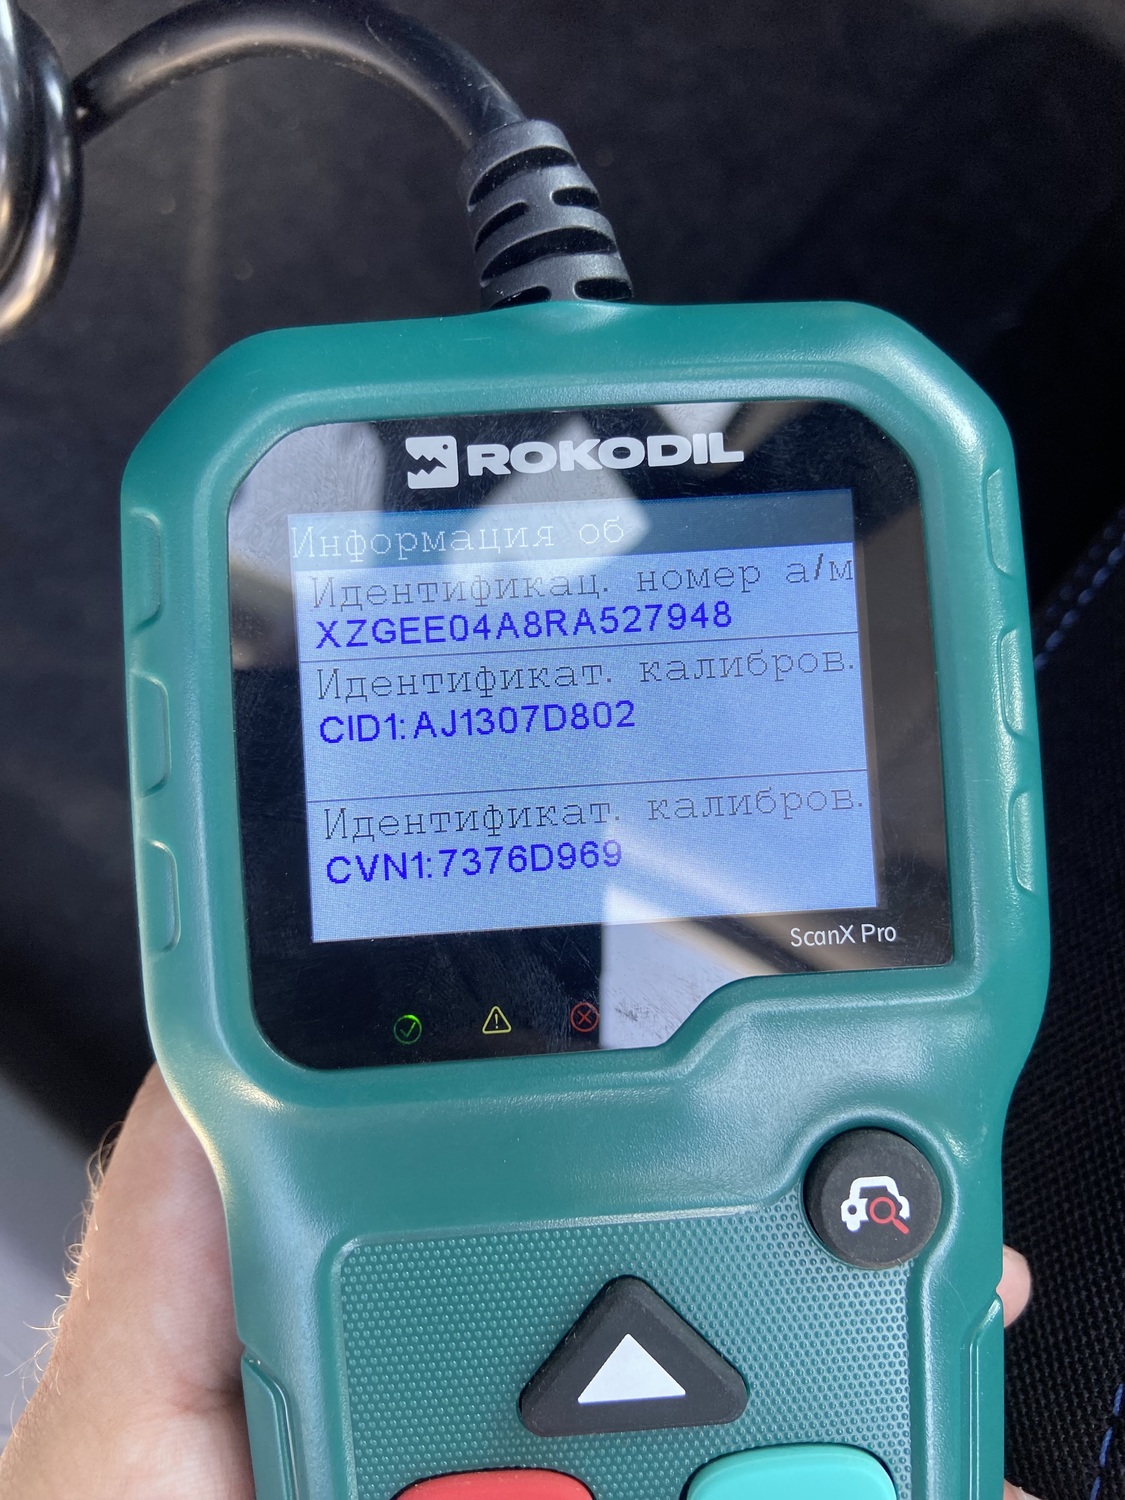 ROKODIL
Информация об
Идентификац. номер а/м
XZGEE04A8RA527948
Идентификат. калибров.
CID1:AJ1307D802
Идентификат. калибров.
CVN1:7376D969
ScanX Pro